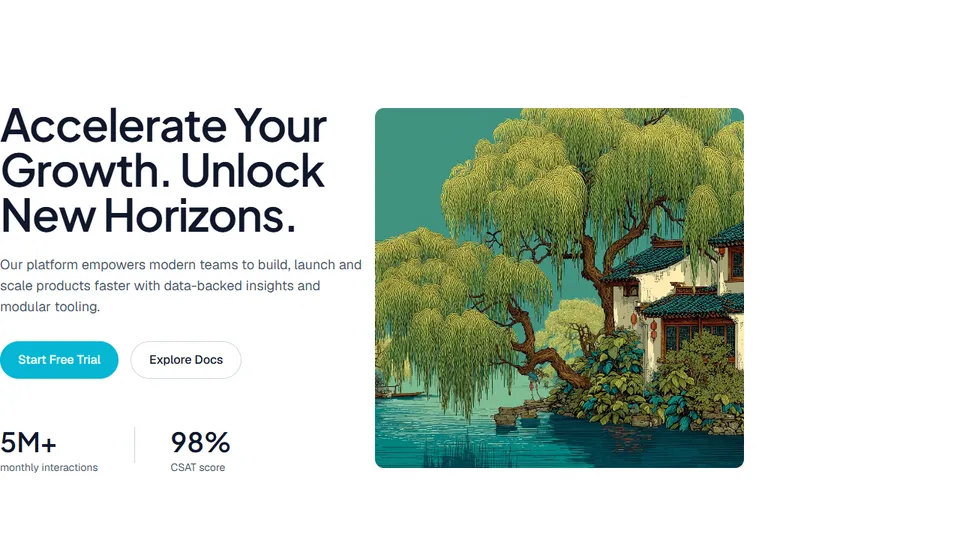 Accelerate Your
Growth. Unlock
New Horizons.
Our platform empowers modern teams to build, launch and
scale products faster with data-backed insights and
modular tooling.
Start Free Trial
Explore Docs
5M+
monthly interactions
98%
CSAT score